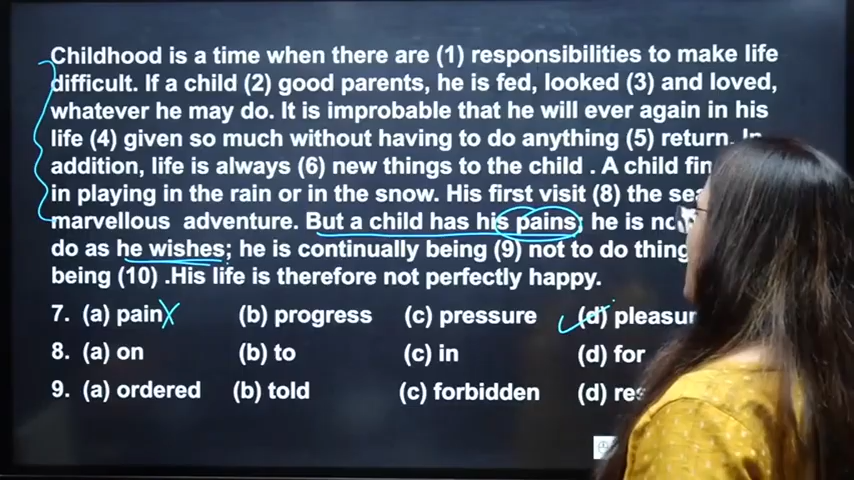 Childhood is a time when there are (1) responsibilities to make life
difficult. If a child (2) good parents, he is fed, looked (3) and loved,
whatever he may do. It is improbable that he will ever again in his
life (4) given so much without having to do anything (5) return. In
addition, life is always (6) new things to the child . A child
in playing in the rain or in the snow. His first visit (8) the
marvellous adventure. But a child has his pains; he is
do as he wishes; he is continually being (9) not to do
being (10) .His life is therefore not perfectly happy.
7. (a) pain (b) progress (c) pressure (d)
8. (a) on (b) to (c) in (d) for
9. (a) ordered (b) told (c) forbidden (d)